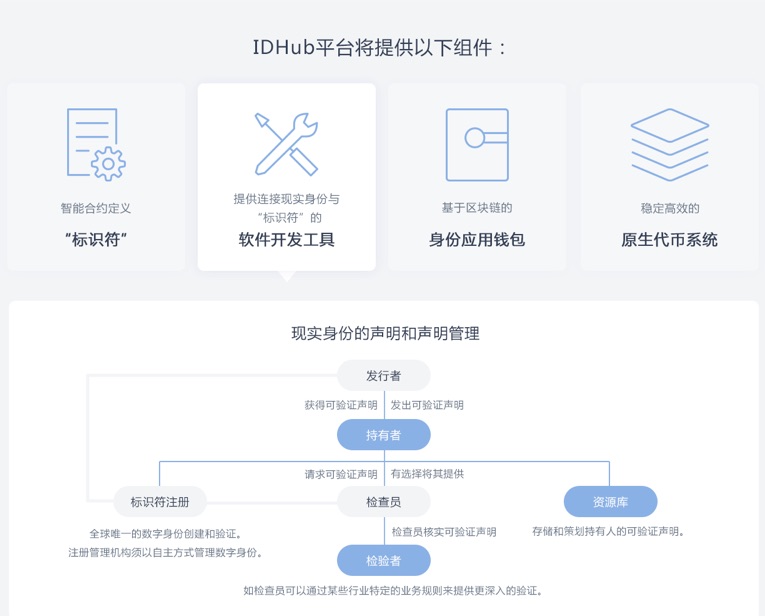 IDHub平台将提供以下组件：
智能合约定义
“标识符”
提供连接现实身份与
“标识符”的
软件开发工具
基于区块链的
身份应用钱包
稳定高效的
原生代币系统
现实身份的声明和声明管理
发行者
获得可验证声明 发出可验证声明
持有者
请求可验证声明 有选择将其提供
标识符注册 检查员 资源库
全球唯一的数字身份创建和验证。
注册管理机构须以自主方式管理数字身份。
检查员核实可验证声明
存储和策划持有人的可验证声明。
检验者
如检查员可以通过某些行业特定的业务规则来提供更深入的验证。